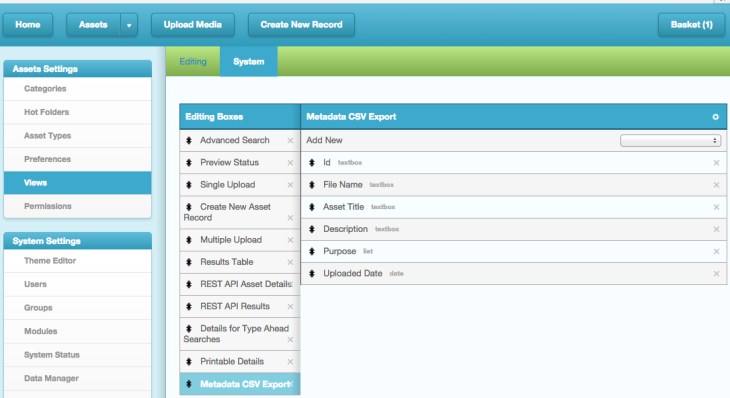 Home
Assets
Upload Media
Create New Record
Basket (1)
Assets Settings
Categories
Hot Folders
Asset Types
Preferences
Views
Permissions
System Settings
Theme Editor
Users
Groups
Modules
System Status
Data Manager
Editing
System
Editing Boxes
Advanced Search
Preview Status
Single Upload
Create New Asset
Record
Multiple Upload
Results Table
REST API Asset Details
REST API Results
Details for Type Ahead
Searches
Printable Details
Metadata CSV Export
Metadata CSV Export
Add New
Id textbox
File Name textbox
Asset Title textbox
Description textbox
Purpose list
Uploaded Date date